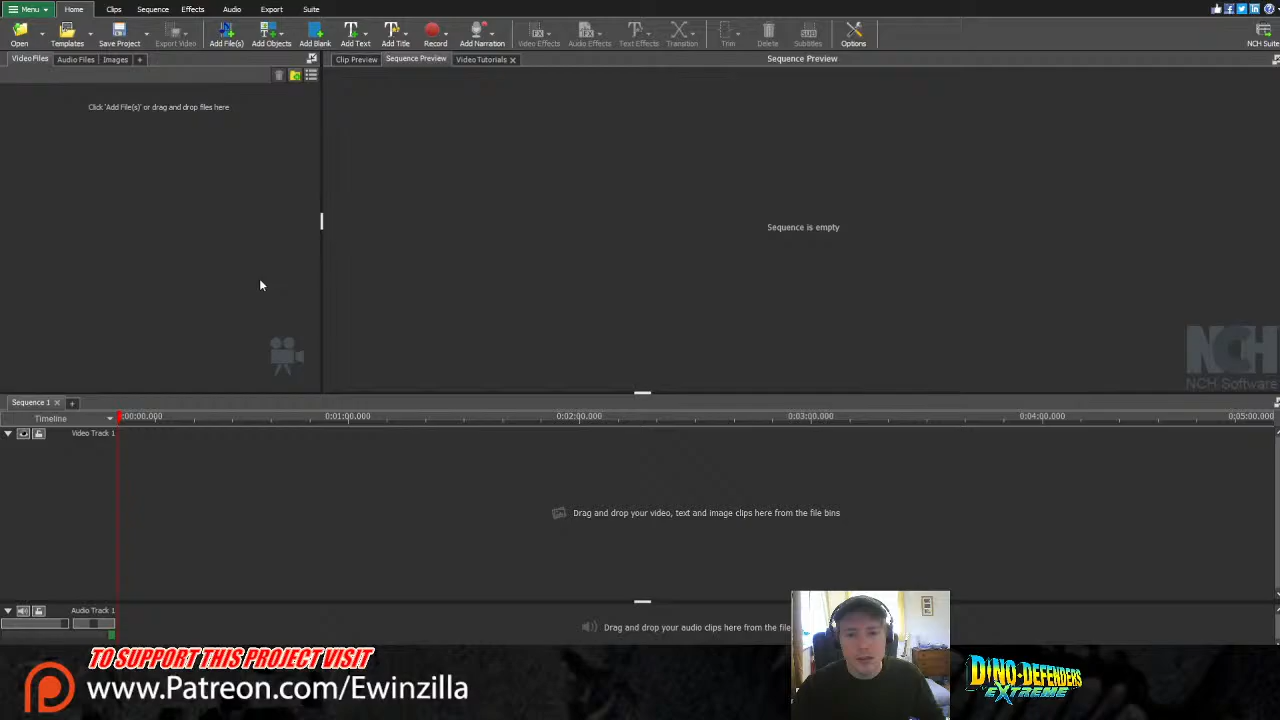 Menu Home Clips Sequence Effects Audio Export Suite
Open Templates Save Project Export Video Add File(s) Add Objects Add Blank Add Text Add Title Record Add Narration Video Effects Audio Effects Text Effects Transition Trim Delete Subtitles Options NCH Suite
Video Files Audio Files Images + Clip Preview Sequence Preview Video Tutorials Sequence Preview
Click 'Add File(s)' or drag and drop files here
Sequence is empty
NCH
NCH Software
Sequence 1 +
Timeline 0:00:00.000 0:01:00.000 0:02:00.000 0:03:00.000 0:04:00.000 0:05:00.000
Video Track 1
Drag and drop your video, text and image clips here from the file bins
Audio Track 1
Drag and drop your audio clips here from the file
TO SUPPORT THIS PROJECT VISIT
www.Patreon.com/Ewinzilla
DINO-DEFENDERS
EXTREME